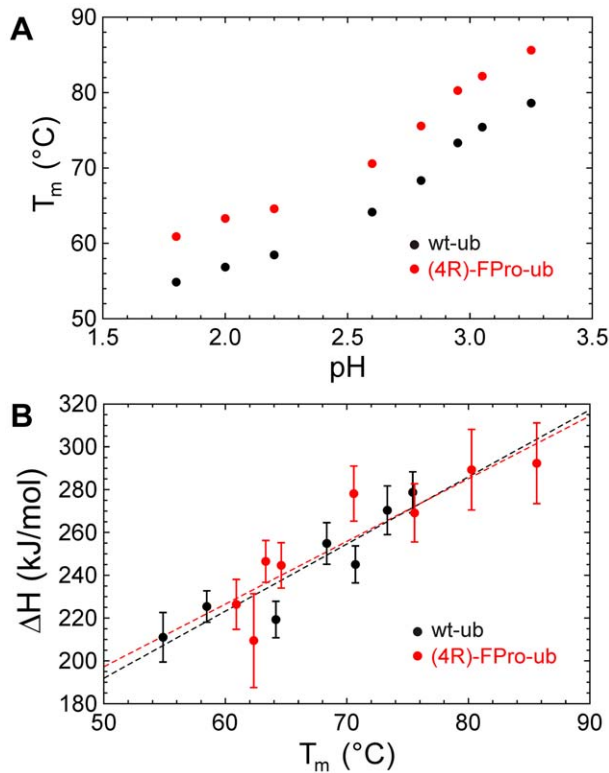 A
90
80
70
60
50
T_m (°C)
wt-ub
(4R)-FPro-ub
1.5 2.0 2.5 3.0 3.5
pH
B
320
300
280
260
240
220
200
180
ΔH (kJ/mol)
wt-ub
(4R)-FPro-ub
50 60 70 80 90
T_m (°C)